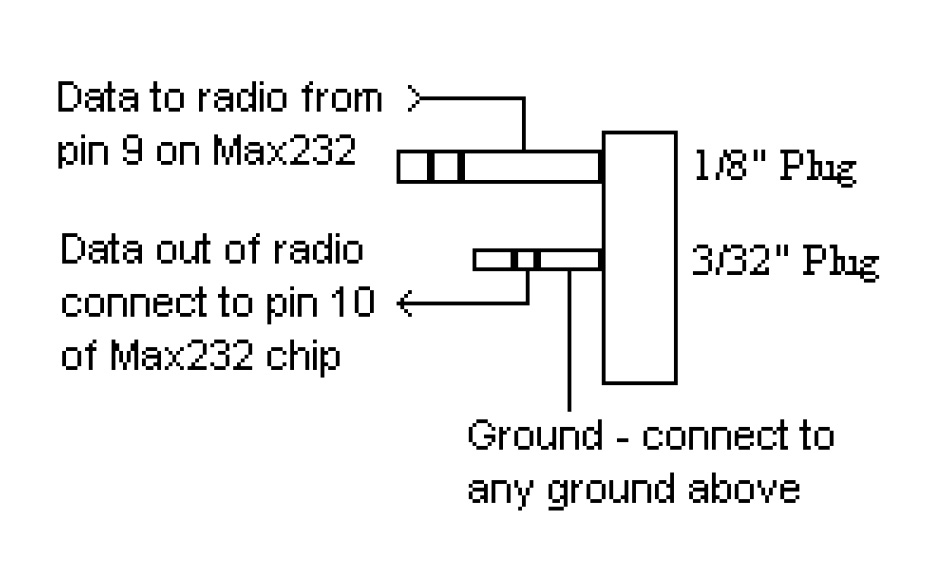 Data to radio from
pin 9 on Max232
1/8" Plug
Data out of radio
connect to pin 10
of Max232 chip
3/32" Plug
Ground - connect to
any ground above